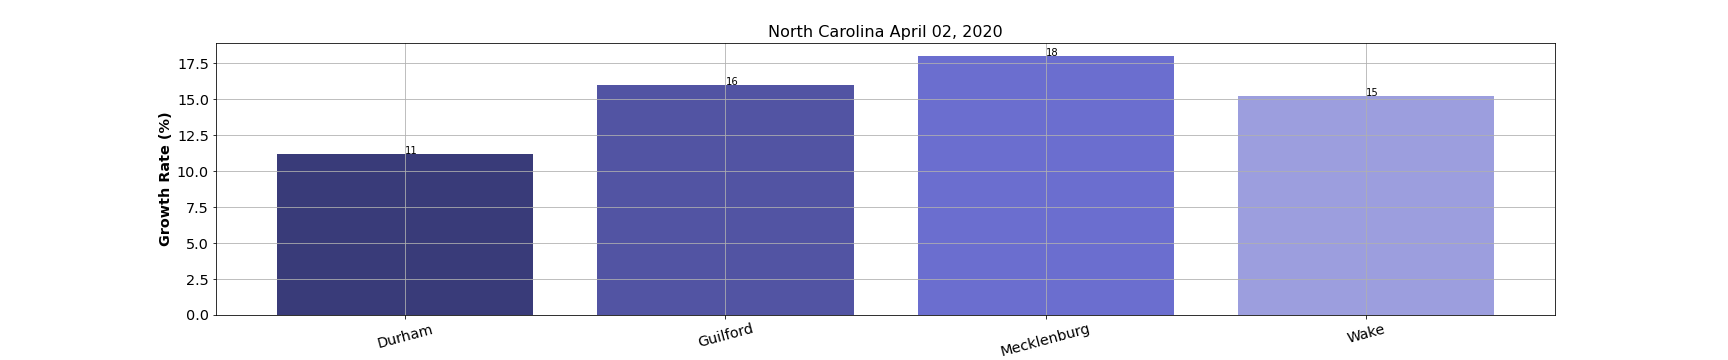 North Carolina April 02, 2020
Growth Rate (%)
17.5
15.0
12.5
10.0
7.5
5.0
2.5
0.0
11
16
18
15
Durham
Guilford
Mecklenburg
Wake